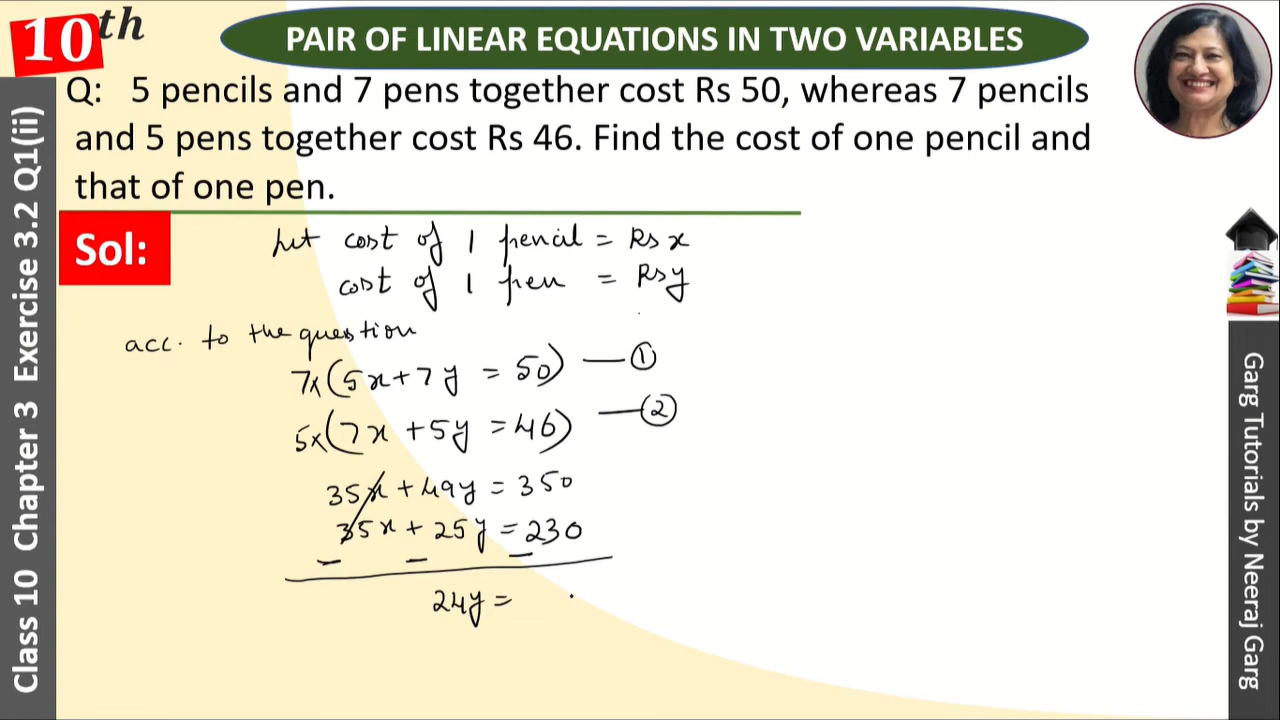 10th
PAIR OF LINEAR EQUATIONS IN TWO VARIABLES
Q: 5 pencils and 7 pens together cost Rs 50, whereas 7 pencils
and 5 pens together cost Rs 46. Find the cost of one pencil and
that of one pen.
Sol:
Let cost of 1 pencil = Rs x
cost of 1 pen = Rs y
acc. to the question
7x(5x+7y = 50) —①
5x(7x+5y = 46) —②
35x + 49y = 350
35x + 25y = 230
− − −
24y =
Class 10 Chapter 3 Exercise 3.2 Q1(ii)
Garg Tutorials by Neeraj Garg